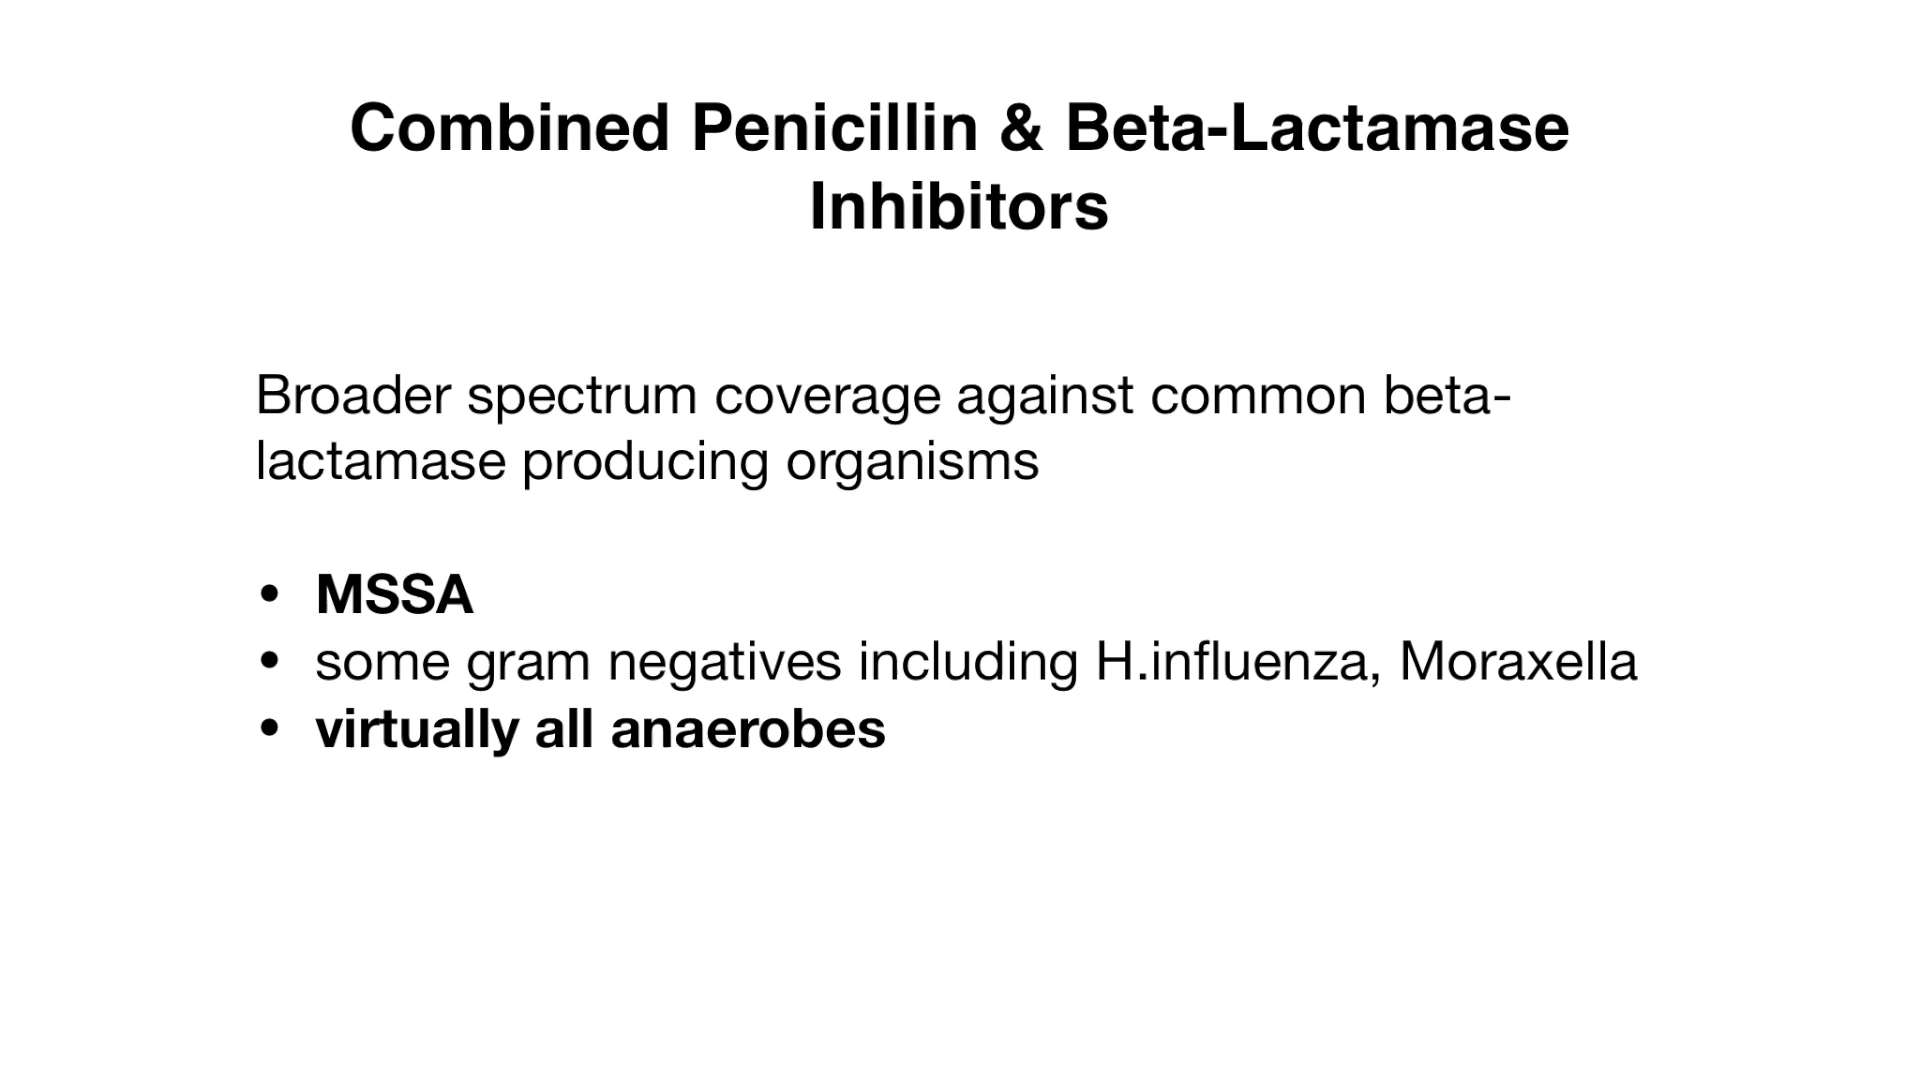 Combined Penicillin & Beta-Lactamase
Inhibitors
Broader spectrum coverage against common beta-
lactamase producing organisms
• MSSA
• some gram negatives including H.influenza, Moraxella
• virtually all anaerobes